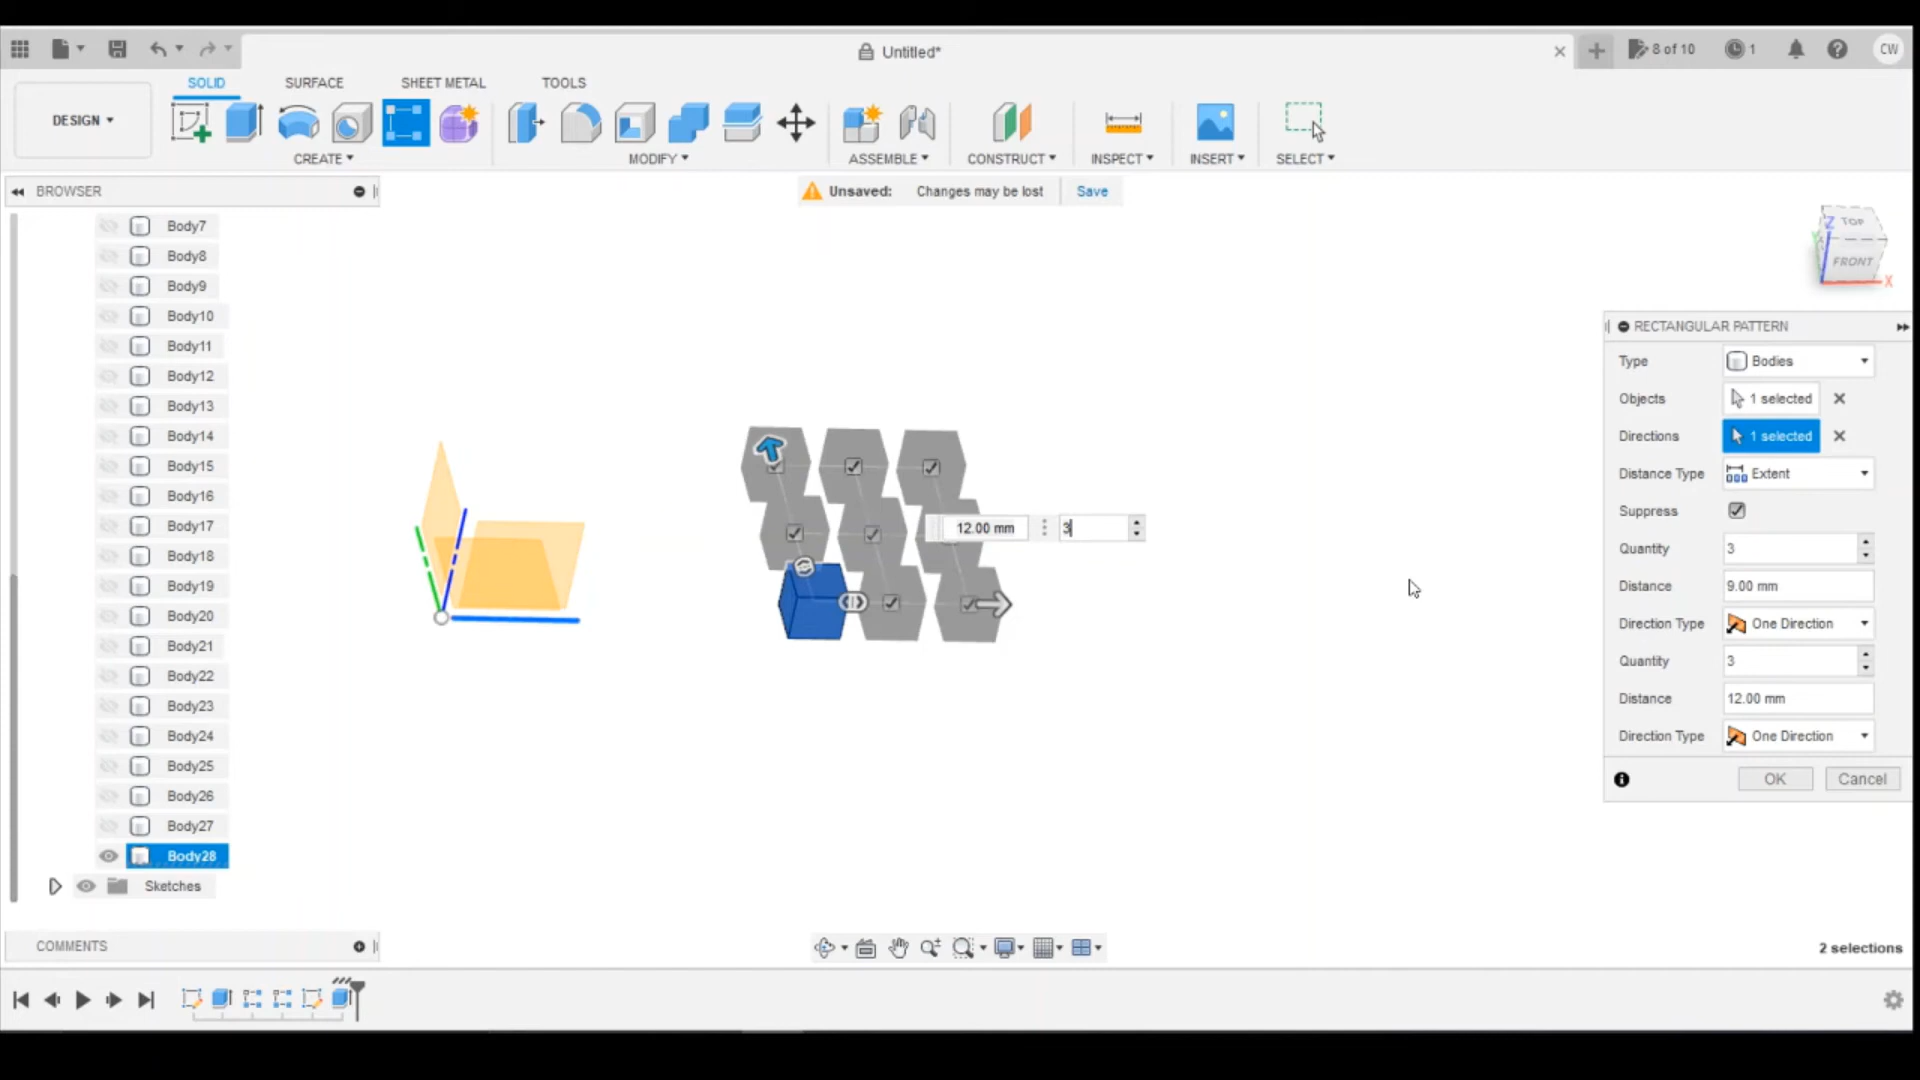 Untitled*
8 of 10
1
CW
DESIGN
SOLID
SURFACE
SHEET METAL
TOOLS
CREATE
MODIFY
ASSEMBLE
CONSTRUCT
INSPECT
INSERT
SELECT
BROWSER
Unsaved: Changes may be lost Save
Body7
Body8
Body9
Body10
Body11
Body12
Body13
Body14
Body15
Body16
Body17
Body18
Body19
Body20
Body21
Body22
Body23
Body24
Body25
Body26
Body27
Body28
Sketches
COMMENTS
TOP
FRONT
Z
X
12.00 mm
3
RECTANGULAR PATTERN
Type Bodies
Objects 1 selected
Directions 1 selected
Distance Type Extent
Suppress
Quantity 3
Distance 9.00 mm
Direction Type One Direction
Quantity 3
Distance 12.00 mm
Direction Type One Direction
OK Cancel
2 selections